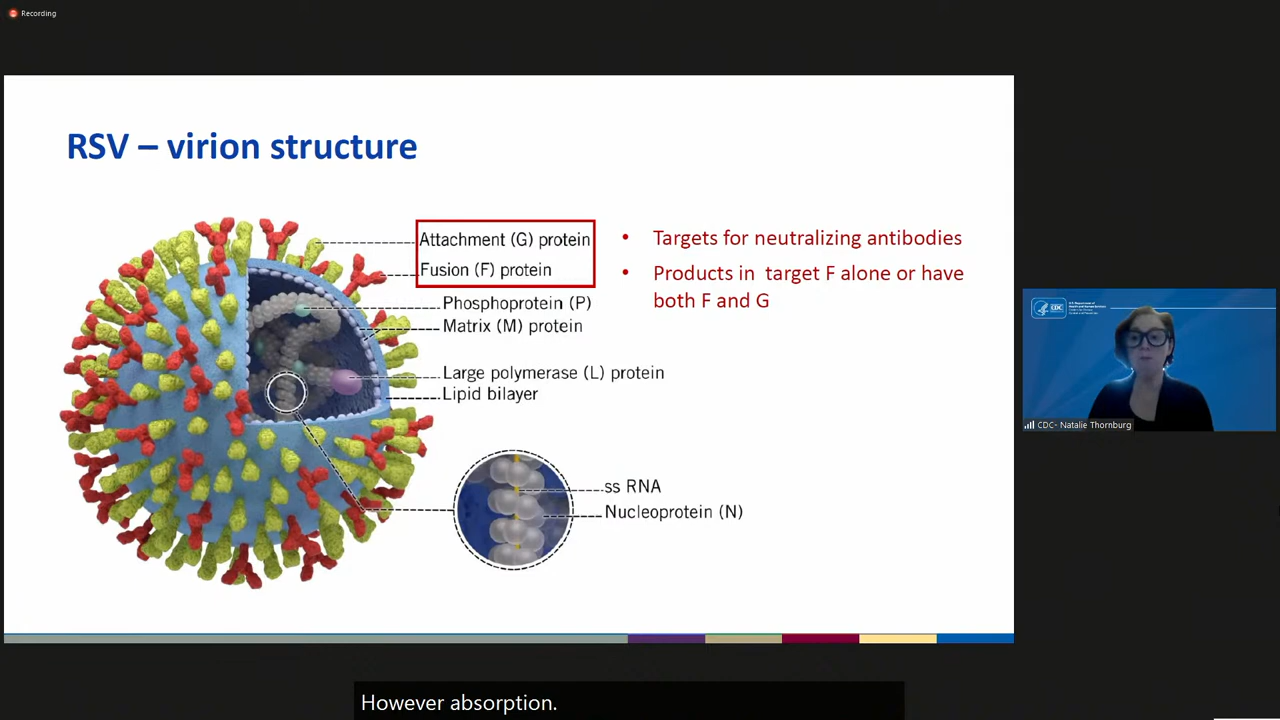 Recording
RSV – virion structure
Attachment (G) protein
Fusion (F) protein
Phosphoprotein (P)
Matrix (M) protein
Large polymerase (L) protein
Lipid bilayer
ss RNA
Nucleoprotein (N)
• Targets for neutralizing antibodies
• Products in target F alone or have
both F and G
CDC
CDC- Natalie Thornburg
However absorption.